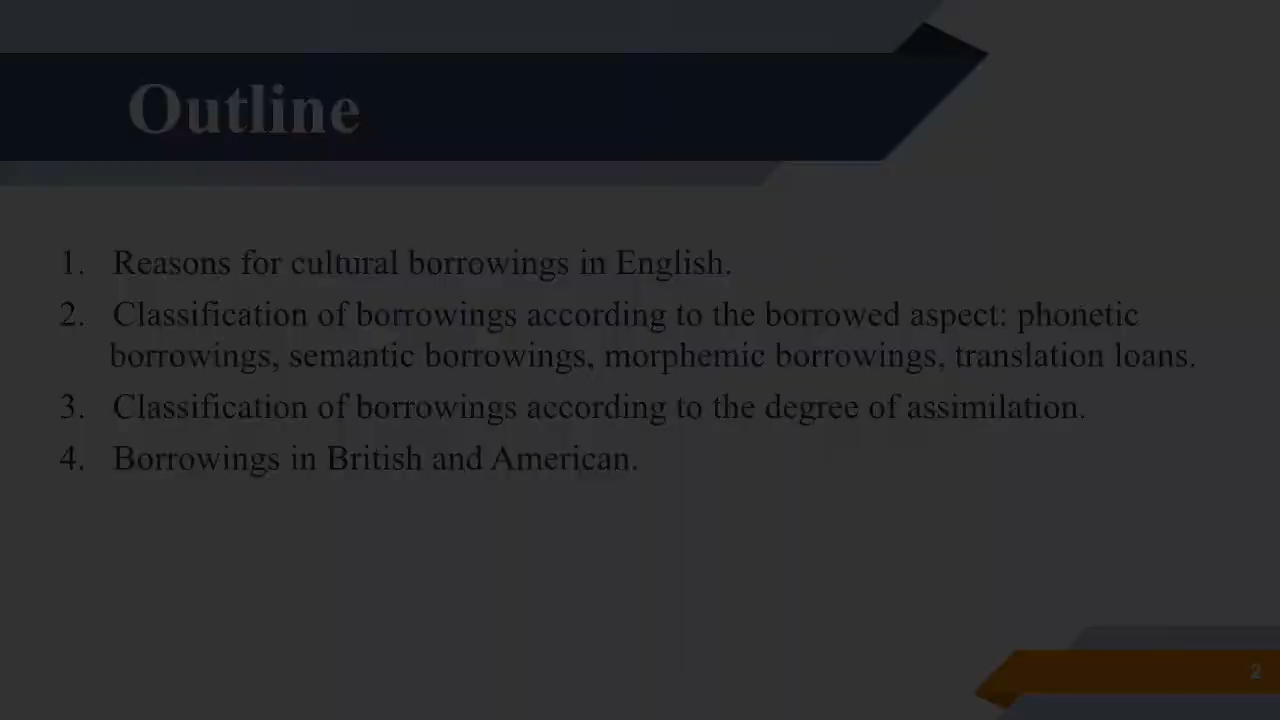 Outline
1. Reasons for cultural borrowings in English.
2. Classification of borrowings according to the borrowed aspect: phonetic
borrowings, semantic borrowings, morphemic borrowings, translation loans.
3. Classification of borrowings according to the degree of assimilation.
4. Borrowings in British and American.
2